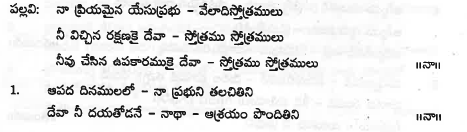 పల్లవి: నా ప్రియమైన యేసుప్రభు – వేలాదిస్తోత్రములు
నీ విచ్చిన రక్షణకై దేవా – స్తోత్రము స్తోత్రములు
నీవు చేసిన ఉపకారముకై దేవా – స్తోత్రము స్తోత్రములు ॥నా॥
1. ఆపద దినములలో – నా ప్రభుని తలచితిని
దేవా నీ దయతోడనే – నాథా – ఆశ్రయం పొందితిని ॥నా॥